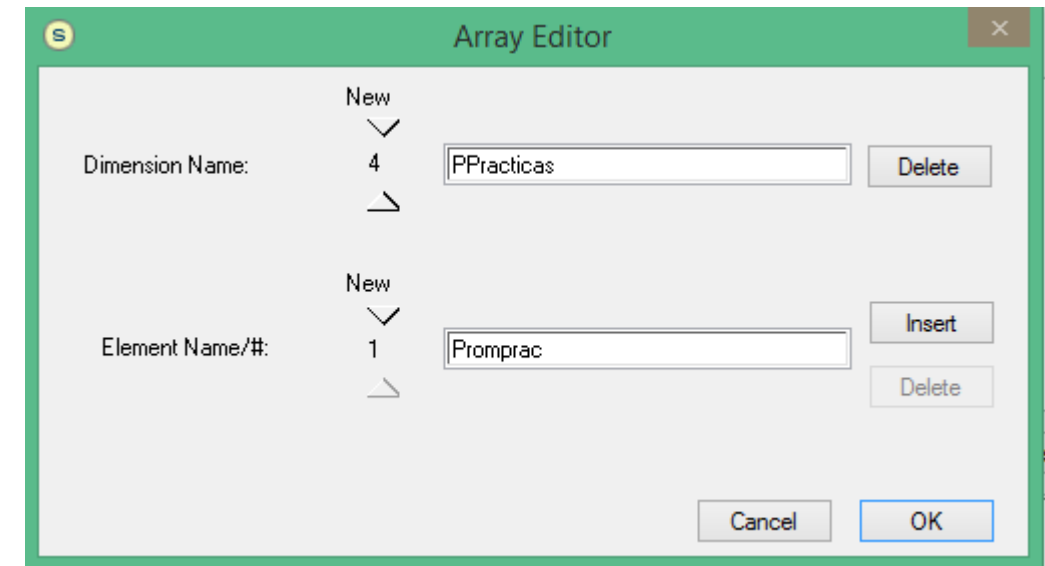 S
Array Editor
New
Dimension Name: 4 PPracticas Delete
New
Insert
Element Name/#: 1 Promprac
Delete
Cancel OK